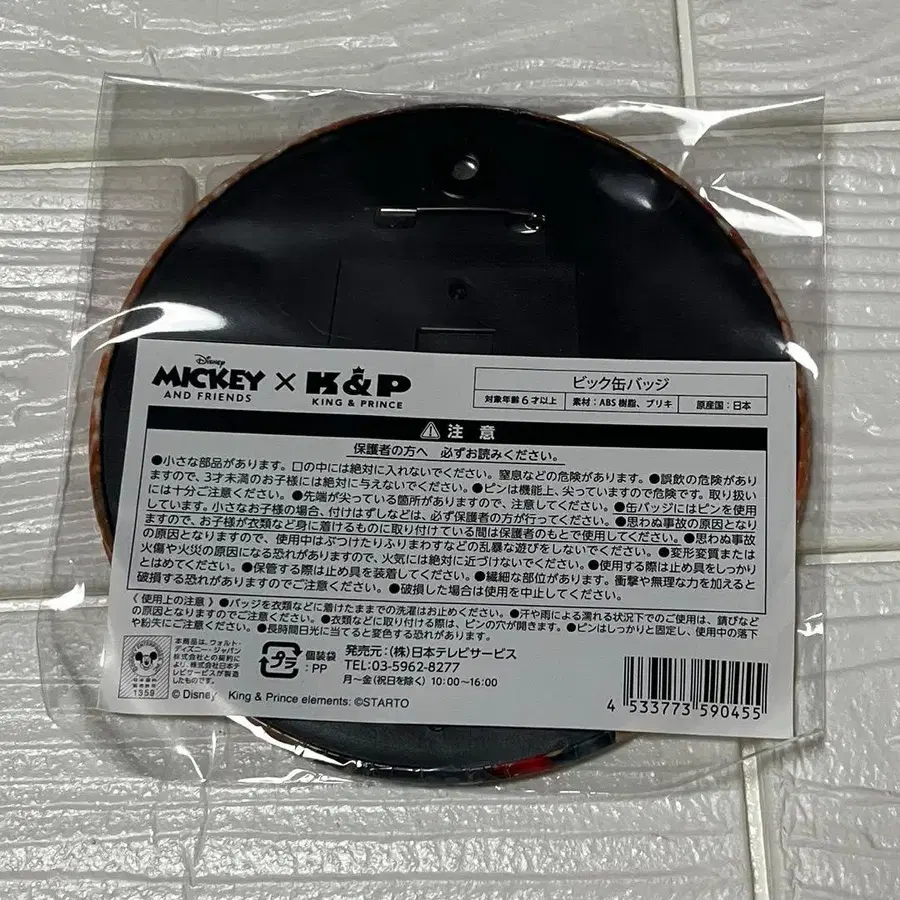 Disney
MICKEY × K&P
AND FRIENDS KING & PRINCE
ビック缶バッジ
対象年齢6才以上 素材：ABS樹脂、ブリキ 原産国：日本
⚠ 注 意
保護者の方へ 必ずお読みください。
●小さな部品があります。口の中には絶対に入れないでください。窒息などの危険があります。●誤飲の危険があり
ますので、3才未満のお子様には絶対に与えないでください。●ピンは機能上、尖っていますので危険です。取り扱い
には十分ご注意ください。●先端が尖っている箇所がありますので、注意してください。●缶バッジにはピンを使用
しています。小さなお子様の場合、付けはずしなどは、必ず保護者の方が行ってください。●思わぬ事故の原因となり
ますので、お子様が衣類など身に着けるものに取り付けている間は保護者のもとで使用してください。●思わぬ事故
の原因となりますので、使用中はぶつけたりふりまわすなどの乱暴な遊びをしないでください。●変形変質または
火傷や火災の原因になる恐れがありますので、火気には絶対に近づけないでください。●使用する際は止め具をしっかり
とはめてください。●保管する際は止め具を装着してください。●繊細な部位があります。衝撃や無理な力を加えると
破損する恐れがありますのでご注意ください。●破損した場合は使用を中止してください。
《使用上の注意》●バッジを衣類などに着けたままでの洗濯はお止めください。●汗や雨による濡れる状況下でのご使用は、錆びなど
の原因となりますのでご注意ください。●衣類などに取り付ける際は、ピンの穴が開きます。●ピンはしっかりと固定し、使用中の落下
や紛失にご注意ください。●長時間日光に当てると変色する恐れがあります。
本商品は、ウォルト・
ディズニー・ジャパン
株式会社との契約に
より、株式会社日本テ
レビサービスが製造
したものです。
1359
プラ 個装袋
：PP
発売元：(株)日本テレビサービス
TEL:03-5962-8277
月～金(祝日を除く) 10:00～16:00
© Disney King & Prince elements: ©STARTO
4 533773 590455